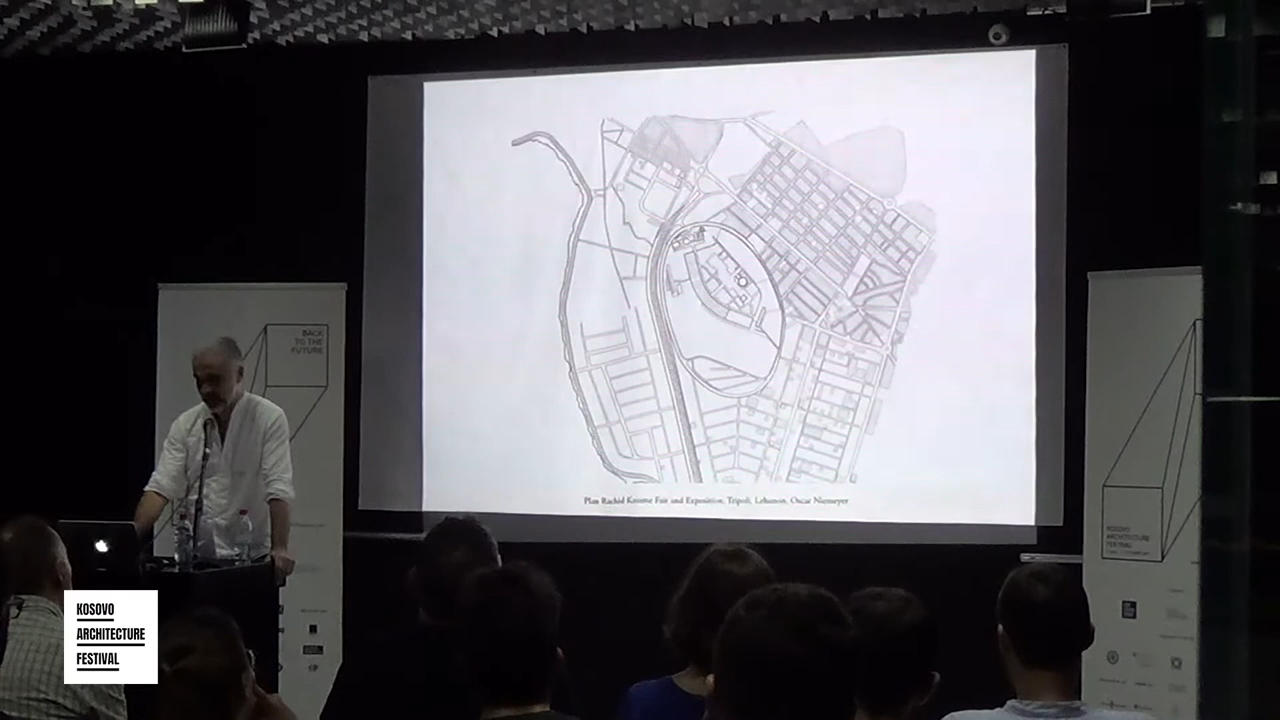 BACK
TO THE
FUTURE
Plan Rachid Karame Fair and Exposition, Tripoli, Lebanon, Oscar Niemeyer
KOSOVO
ARCHITECTURE
FESTIVAL
KOSOVO
ARCHITECTURE
FESTIVAL